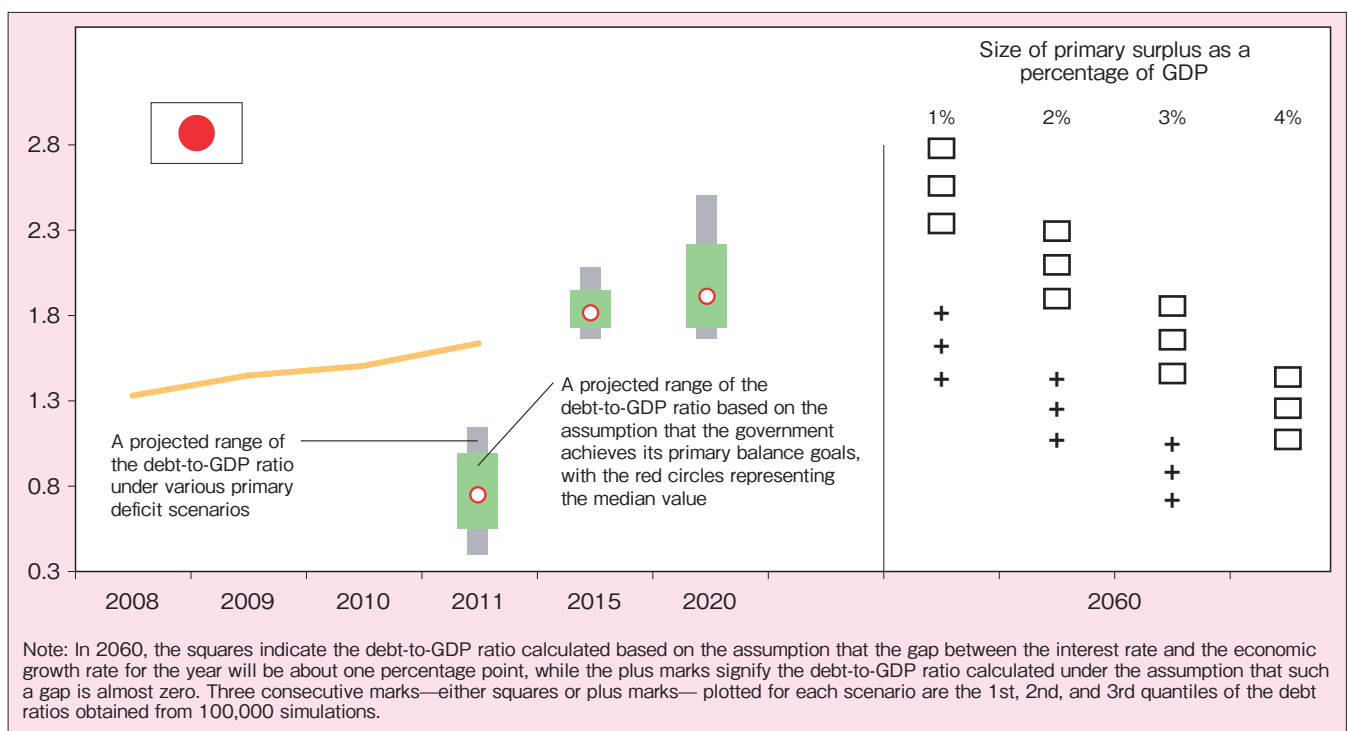 Size of primary surplus as a
percentage of GDP
1% 2% 3% 4%
2.8
2.3
1.8
1.3
0.8
0.3
A projected range of
the debt-to-GDP ratio
under various primary
deficit scenarios
A projected range of the
debt-to-GDP ratio based on the
assumption that the government
achieves its primary balance goals,
with the red circles representing
the median value
2008 2009 2010 2011 2015 2020 2060
Note: In 2060, the squares indicate the debt-to-GDP ratio calculated based on the assumption that the gap between the interest rate and the economic
growth rate for the year will be about one percentage point, while the plus marks signify the debt-to-GDP ratio calculated under the assumption that such
a gap is almost zero. Three consecutive marks—either squares or plus marks— plotted for each scenario are the 1st, 2nd, and 3rd quantiles of the debt
ratios obtained from 100,000 simulations.